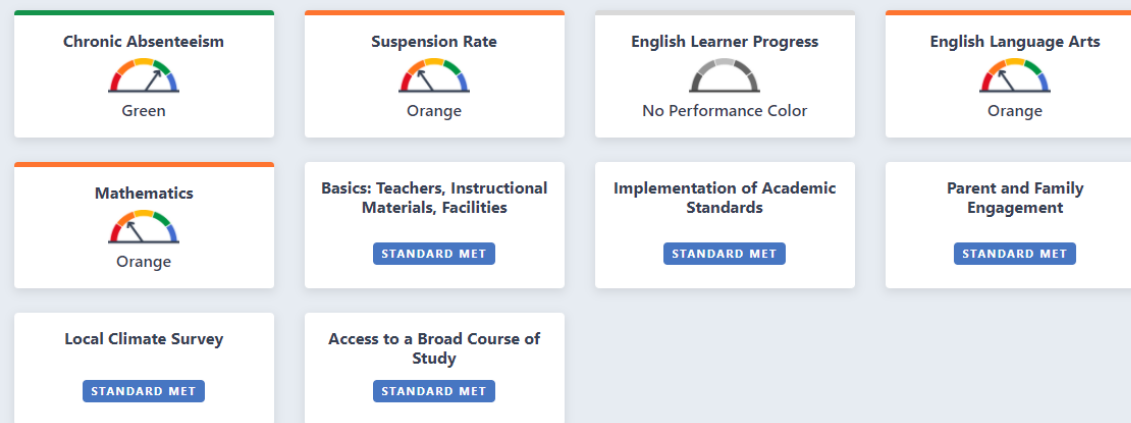 Chronic Absenteeism
Green
Suspension Rate
Orange
English Learner Progress
No Performance Color
English Language Arts
Orange
Mathematics
Orange
Basics: Teachers, Instructional
Materials, Facilities
STANDARD MET
Implementation of Academic
Standards
STANDARD MET
Parent and Family
Engagement
STANDARD MET
Local Climate Survey
STANDARD MET
Access to a Broad Course of
Study
STANDARD MET